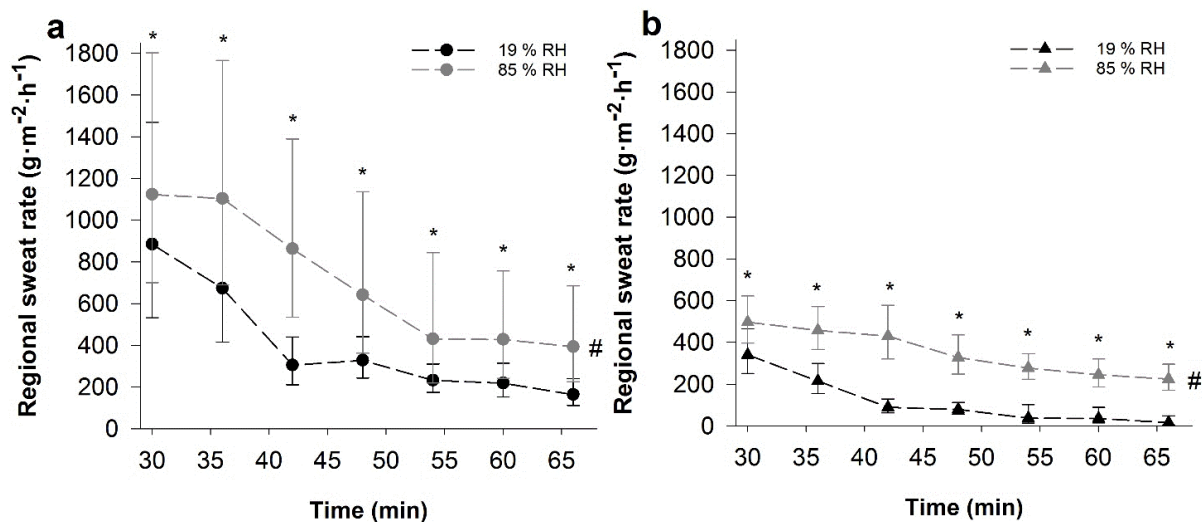 a
19 % RH
85 % RH
Regional sweat rate (g·m⁻²·h⁻¹)
1800
1600
1400
1200
1000
800
600
400
200
0
* * * * * * *
#
30 35 40 45 50 55 60 65
Time (min)
b
19 % RH
85 % RH
Regional sweat rate (g·m⁻²·h⁻¹)
1800
1600
1400
1200
1000
800
600
400
200
0
* * * * * * *
#
30 35 40 45 50 55 60 65
Time (min)